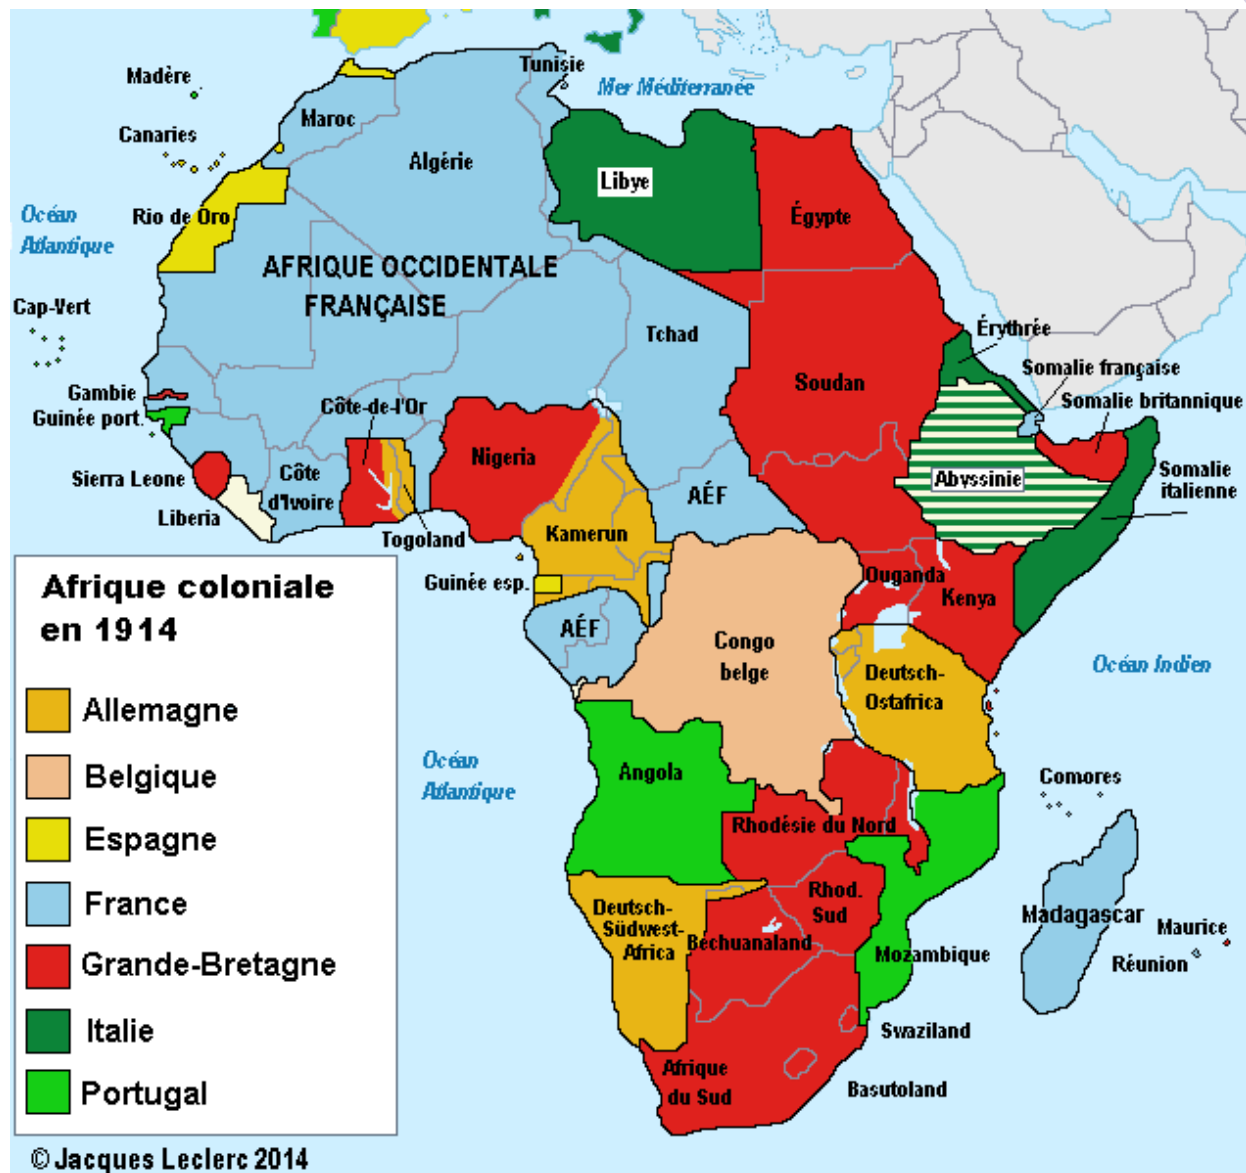 Madère
Tunisie
Mer Méditerranée
Maroc
Canaries
Algérie
Libye
Océan
Atlantique
Rio de Oro
Égypte
AFRIQUE OCCIDENTALE
FRANÇAISE
Cap-Vert
Tchad
Érythrée
Somalie française
Soudan
Gambie
Côte-de-l'Or
Somalie britannique
Guinée port.
Nigeria
Sierra Leone
Côte
d'Ivoire
AÉF
Abyssinie
Somalie
italienne
Liberia
Togoland
Kamerun
Guinée esp.
Ouganda
Kenya
AÉF
Congo
belge
Deutsch-
Ostafrica
Océan Indien
Afrique coloniale
en 1914
Allemagne
Belgique
Espagne
France
Grande-Bretagne
Italie
Portugal
Océan
Atlantique
Angola
Comores
Rhodésie du Nord
Rhod.
Sud
Deutsch-
Südwest-
Africa
Bechuanaland
Mozambique
Madagascar
Maurice
Réunion
Swaziland
Afrique
du Sud
Basutoland
© Jacques Leclerc 2014